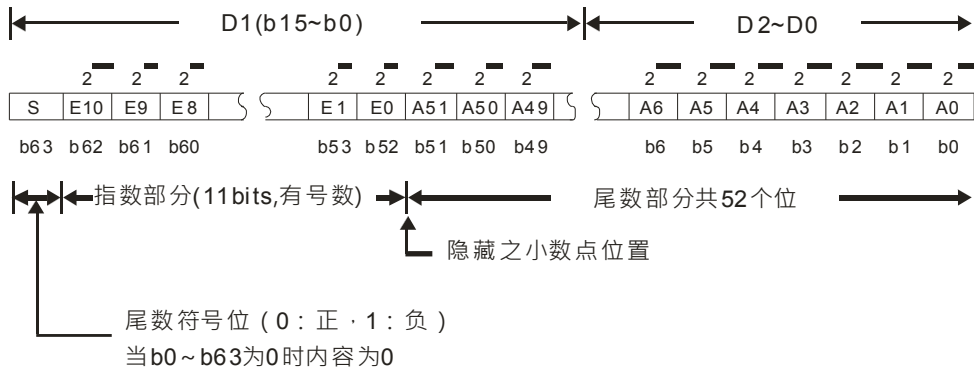 D1(b15~b0) D2~D0
2 2 2 2 2 2 2 2 2 2 2 2 2 2 2
S E10 E9 E8 E1 E0 A51 A50 A49 A6 A5 A4 A3 A2 A1 A0
b63 b62 b61 b60 b53 b52 b51 b50 b49 b6 b5 b4 b3 b2 b1 b0
指数部分(11bits,有号数) 尾数部分共52个位
隐藏之小数点位置
尾数符号位(0:正·1:负)
当b0~b63为0时内容为0